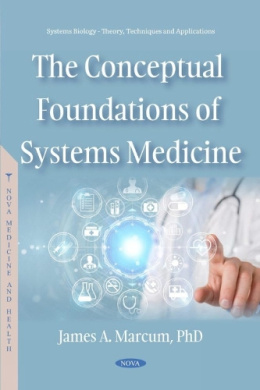 Systems Biology - Theory, Techniques and Applications
The Conceptual
Foundations of
Systems Medicine
NOVA MEDICINE AND HEALTH
James A. Marcum, PhD
NOVA